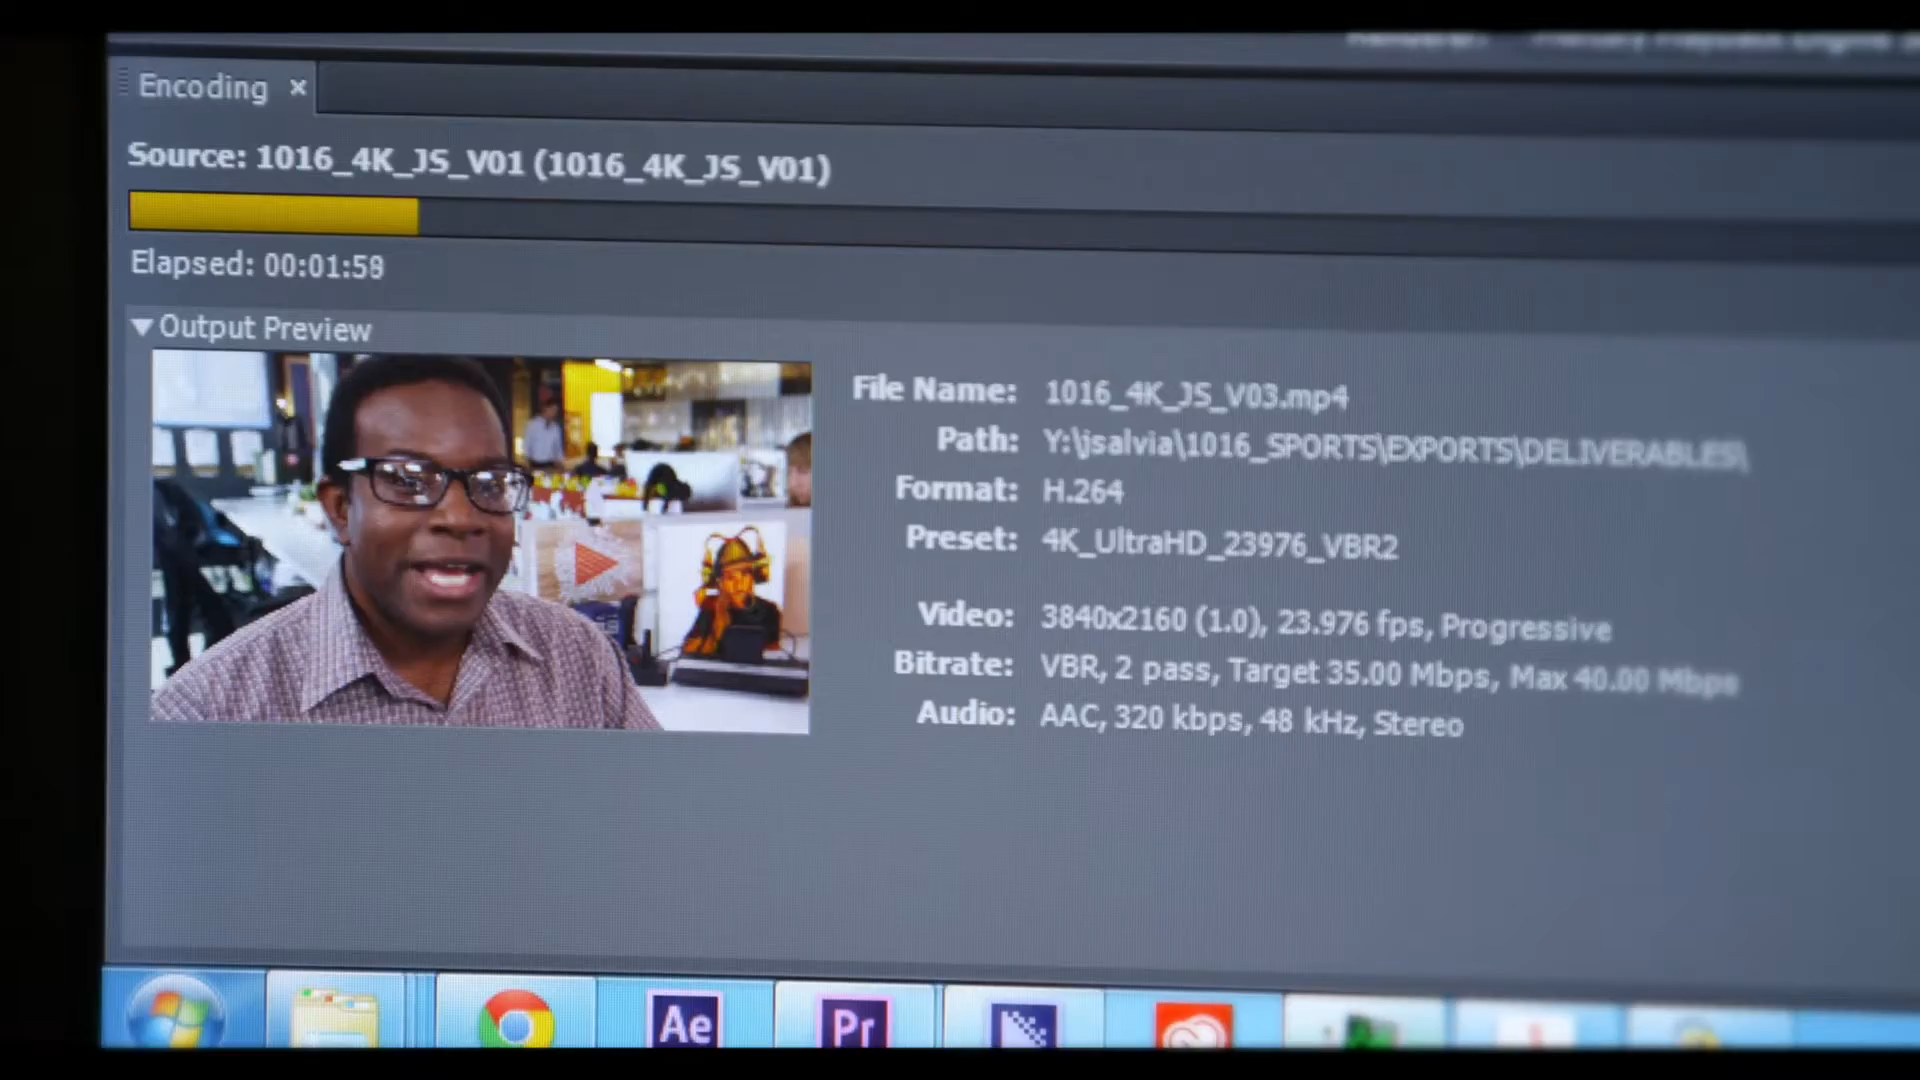 Encoding ×
Source: 1016_4K_JS_V01 (1016_4K_JS_V01)
Elapsed: 00:01:59
Output Preview
File Name: 1016_4K_JS_V03.mp4
Path: Y:\jsalvia\1016_SPORTS\EXPORTS\DELIVERABLES\
Format: H.264
Preset: 4K_UltraHD_23976_VBR2
Video: 3840x2160 (1.0), 23.976 fps, Progressive
Bitrate: VBR, 2 pass, Target 35.00 Mbps, Max 40.00 Mbps
Audio: AAC, 320 kbps, 48 kHz, Stereo
Ae
Pr